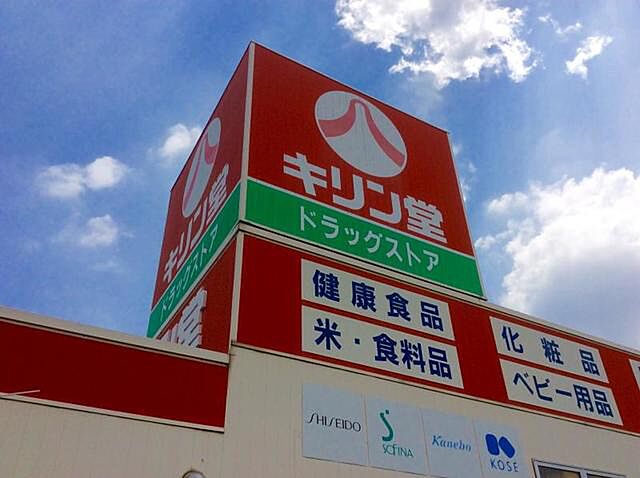 キリン堂
ドラッグストア
キリン堂
ドラッグストア
健康食品
米・食料品
化粧品
ベビー用品
SHISEIDO
SOFINA
Kanebo
KOSE